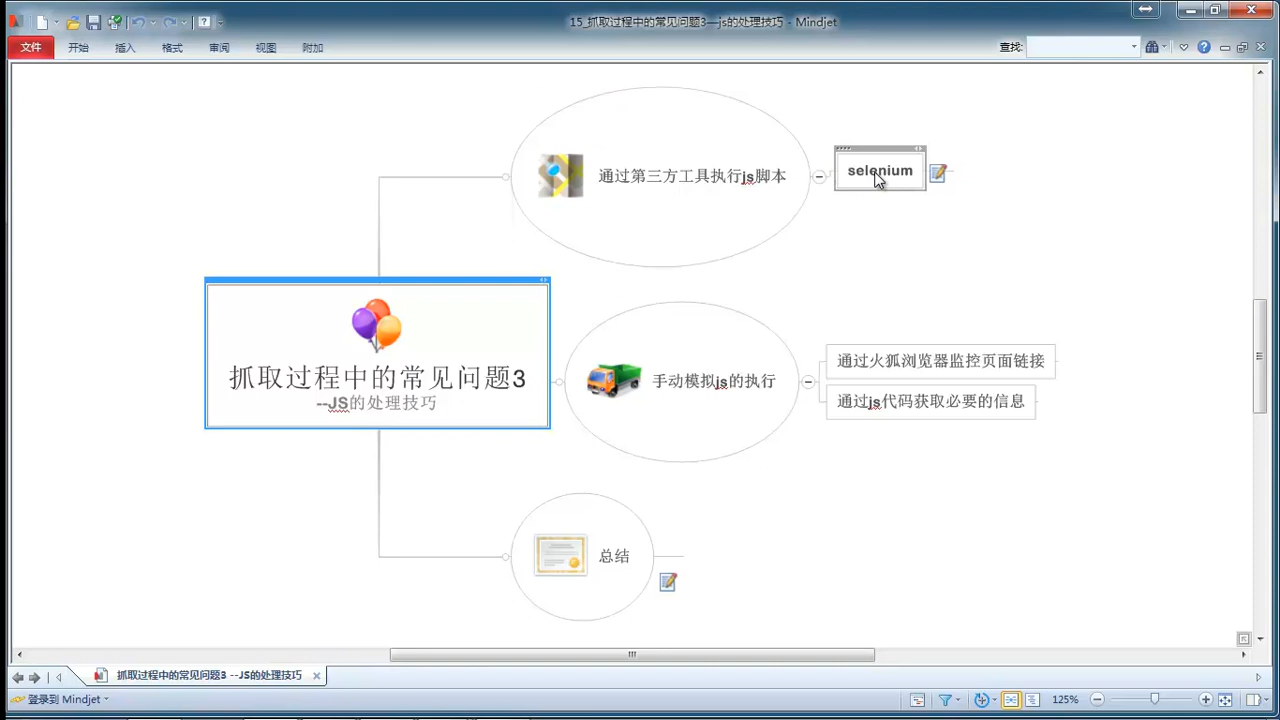 15_抓取过程中的常见问题3—js的处理技巧 - Mindjet
文件 开始 插入 格式 审阅 视图 附加 查找:
通过第三方工具执行js脚本
selenium
抓取过程中的常见问题3
--JS的处理技巧
手动模拟js的执行
通过火狐浏览器监控页面链接
通过js代码获取必要的信息
总结
抓取过程中的常见问题3 --JS的处理技巧
登录到 Mindjet
125%